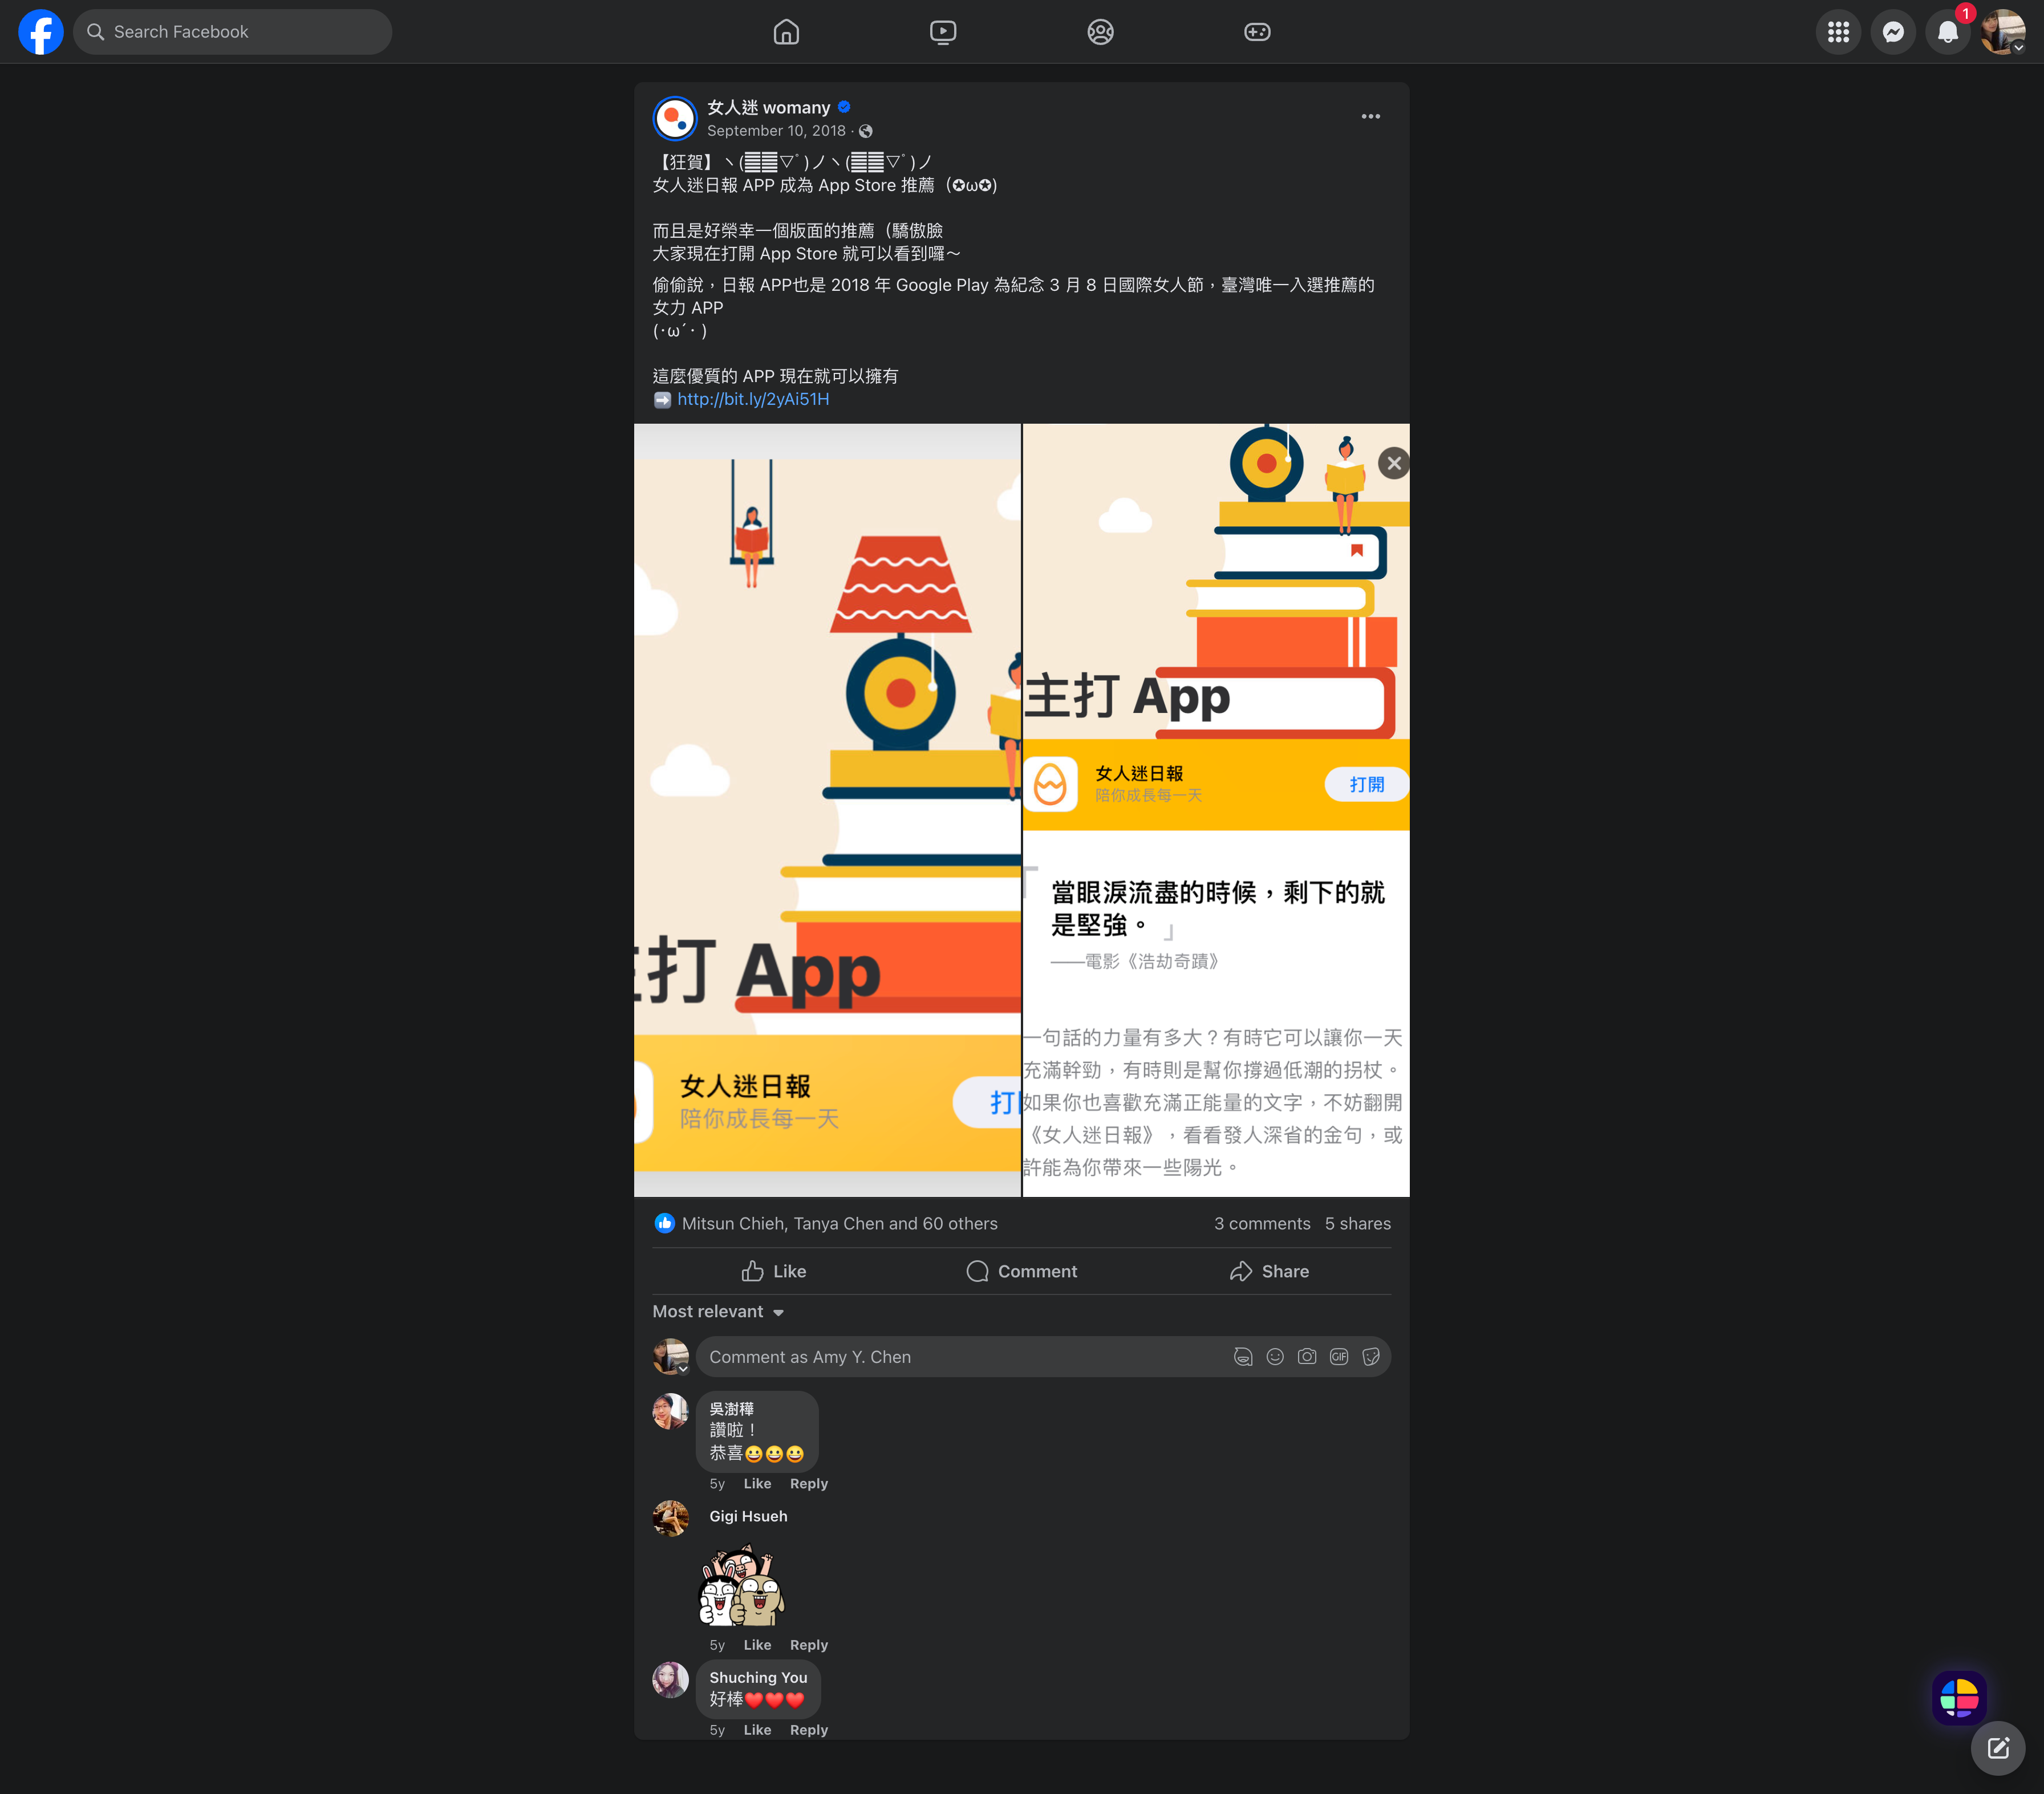 Search Facebook
1
女人迷 womany
September 10, 2018 ·
【狂賀】ヽ(▽ﾟ)ノヽ(▽ﾟ)ノ
女人迷日報 APP 成為 App Store 推薦（✪ω✪)
而且是好榮幸一個版面的推薦（驕傲臉
大家現在打開 App Store 就可以看到囉～
偷偷說，日報 APP也是 2018 年 Google Play 為紀念 3 月 8 日國際女人節，臺灣唯一入選推薦的
女力 APP
(･ω´･ )
這麼優質的 APP 現在就可以擁有
➡ http://bit.ly/2yAi51H
主打 App
女人迷日報
陪你成長每一天
打開
主打 App
女人迷日報
陪你成長每一天
打開
「當眼淚流盡的時候，剩下的就
是堅強。」
——電影《浩劫奇蹟》
一句話的力量有多大？有時它可以讓你一天
充滿幹勁，有時則是幫你撐過低潮的拐杖。
如果你也喜歡充滿正能量的文字，不妨翻開
《女人迷日報》，看看發人深省的金句，或
許能為你帶來一些陽光。
Mitsun Chieh, Tanya Chen and 60 others
3 comments 5 shares
Like Comment Share
Most relevant
Comment as Amy Y. Chen
GIF
吳澍樺
讚啦！
恭喜😀😀😀
5y Like Reply
Gigi Hsueh
5y Like Reply
Shuching You
好棒❤️❤️❤️
5y Like Reply